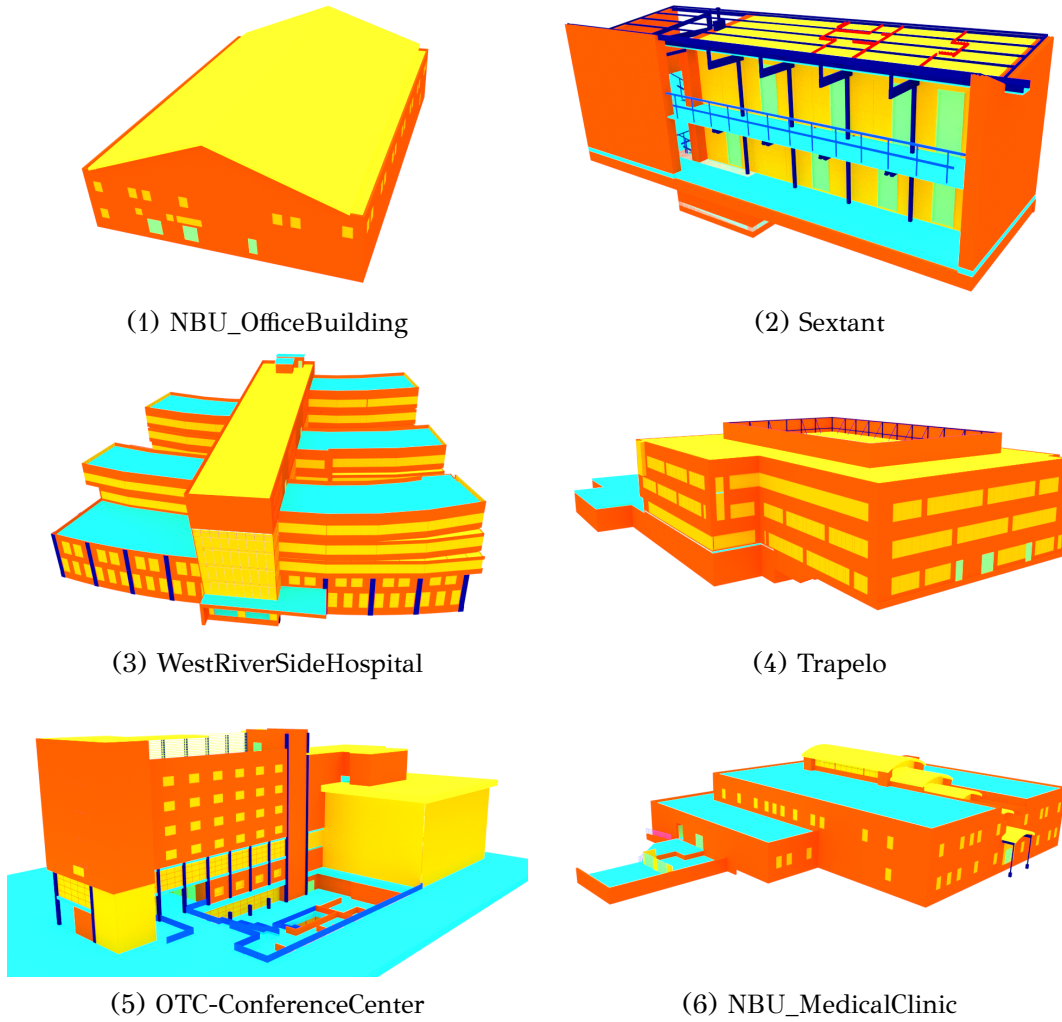 (1) NBU_OfficeBuilding
(2) Sextant
(3) WestRiverSideHospital
(4) Trapelo
(5) OTC-ConferenceCenter
(6) NBU_MedicalClinic